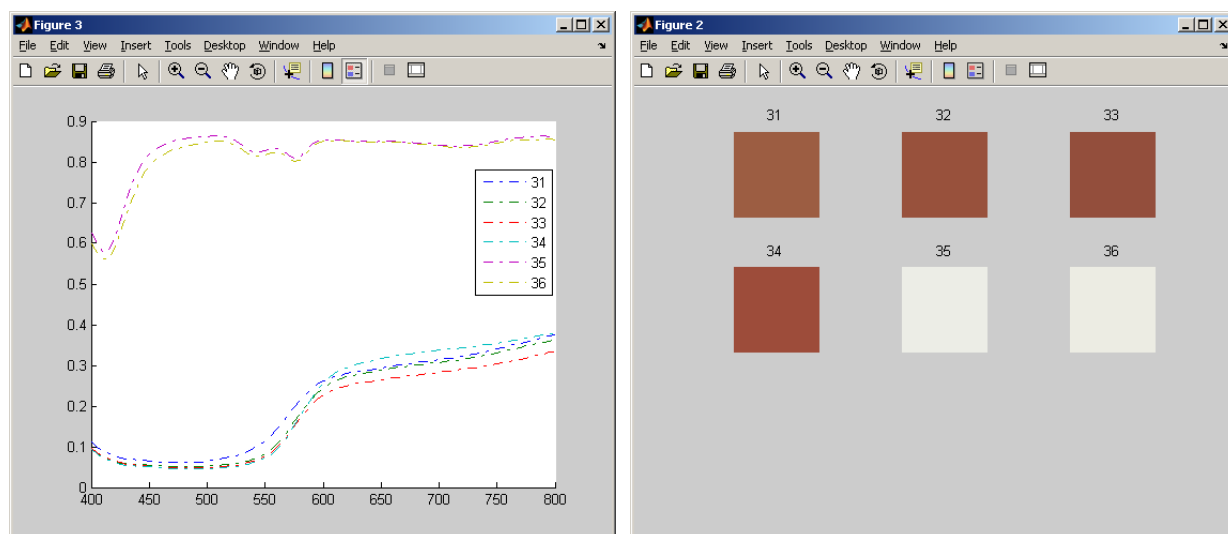 Figure 3
File Edit View Insert Tools Desktop Window Help
0.9
0.8
0.7
0.6
0.5
0.4
0.3
0.2
0.1
0
400 450 500 550 600 650 700 750 800
31
32
33
34
35
36
Figure 2
File Edit View Insert Tools Desktop Window Help
31 32 33
34 35 36